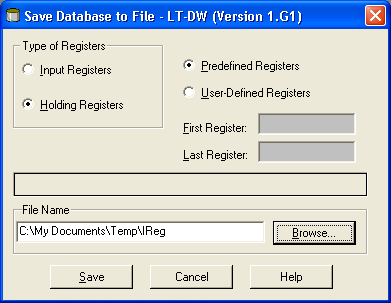 Save Database to File - LT-DW (Version 1.G1)
Type of Registers
Input Registers
Holding Registers
Predefined Registers
User-Defined Registers
First Register:
Last Register:
File Name
C:\My Documents\Temp\IReg
Browse...
Save Cancel Help